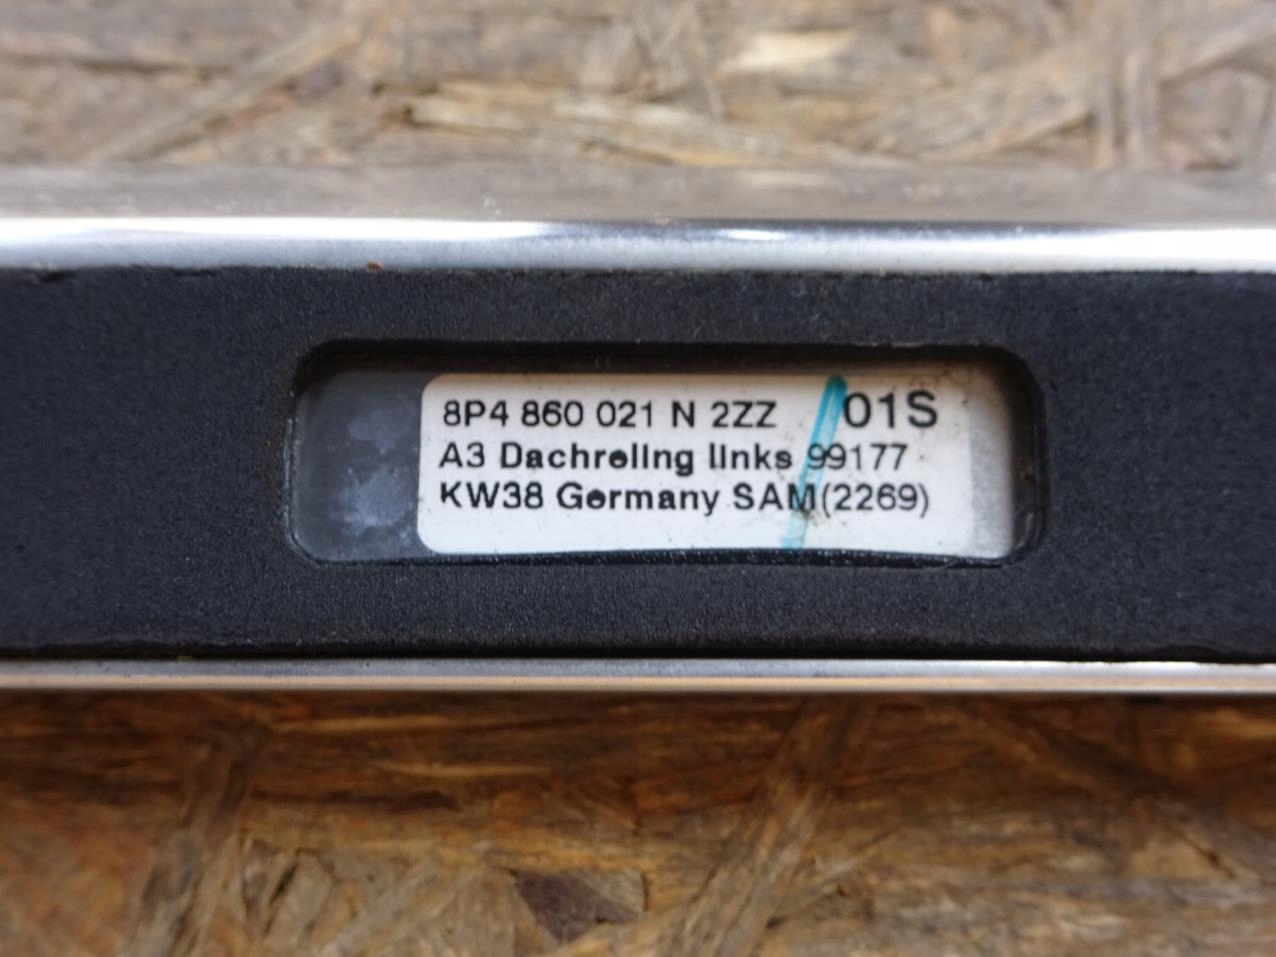 8P4 860 021 N 2ZZ 01S
A3 Dachreling links 99177
KW38 Germany SAM(2269)